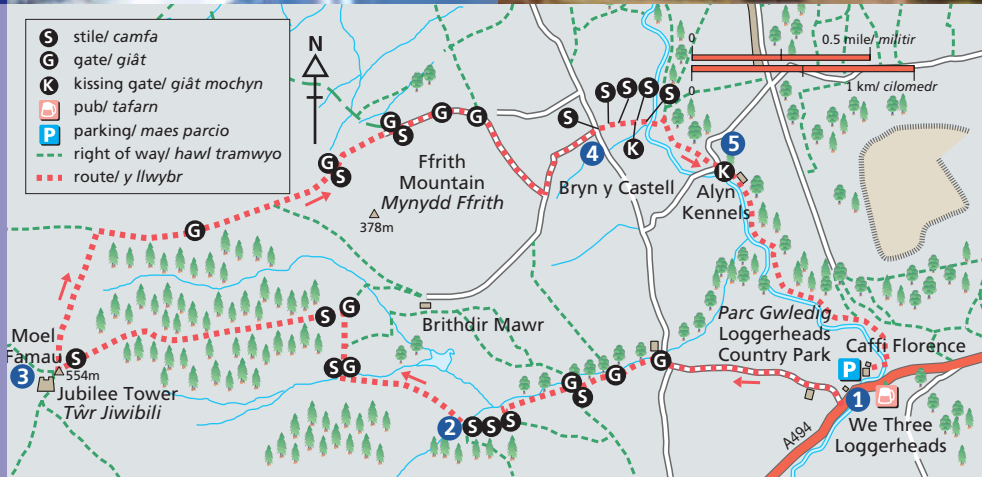 S stile/ camfa
G gate/ giât
K kissing gate/ giât mochyn
pub/ tafarn
P parking/ maes parcio
right of way/ hawl tramwyo
route/ y llwybr
N
0 0.5 mile/ militir
0 1 km/ cilomedr
S S S S
S
K
4
5
K
G
S
G
G
G
S
G
Ffrith
Mountain
Mynydd Ffrith
378m
Bryn y Castell
Alyn
Kennels
Brithdir Mawr
Parc Gwledig
Loggerheads
Country Park
Caffi Florence
P
1
We Three
Loggerheads
A494
S G
S G
G
G
G
S
2
S S S
Moel
Famau
S
3
554m
Jubilee Tower
Tŵr Jiwibili